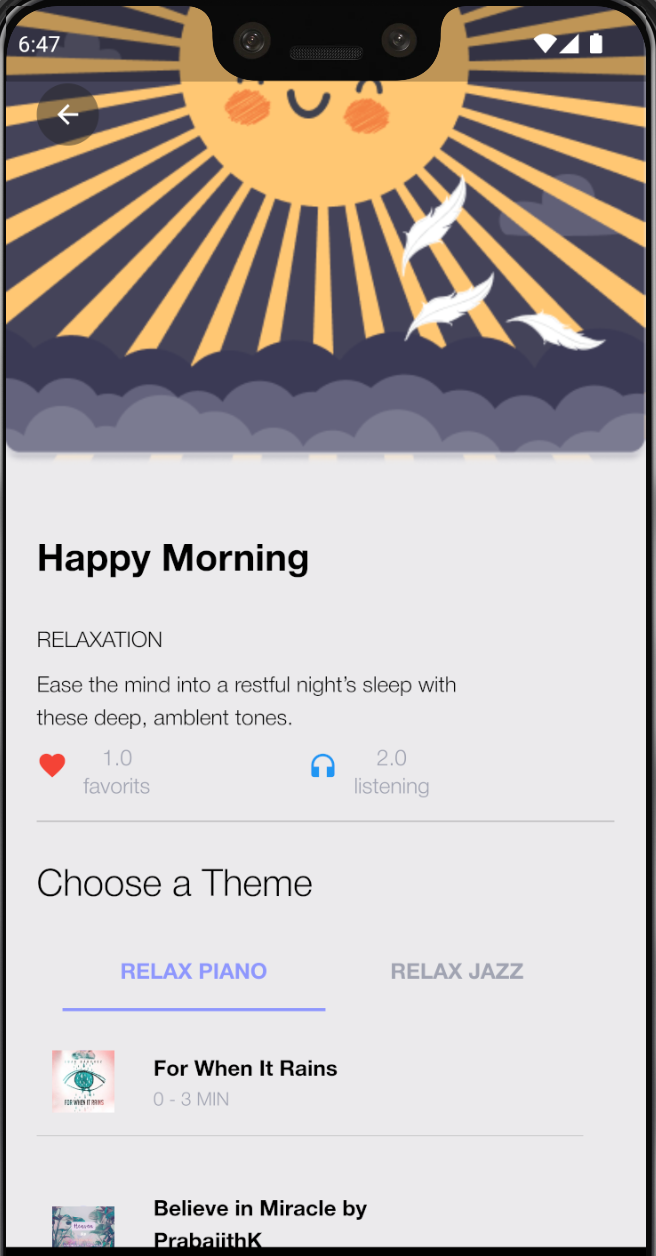 6:47
Happy Morning
RELAXATION
Ease the mind into a restful night’s sleep with
these deep, amblent tones.
1.0
favorits
2.0
listening
Choose a Theme
RELAX PIANO
RELAX JAZZ
FOR WHEN IT RAINS
For When It Rains
0 - 3 MIN
Believe in Miracle by
PrabajithK